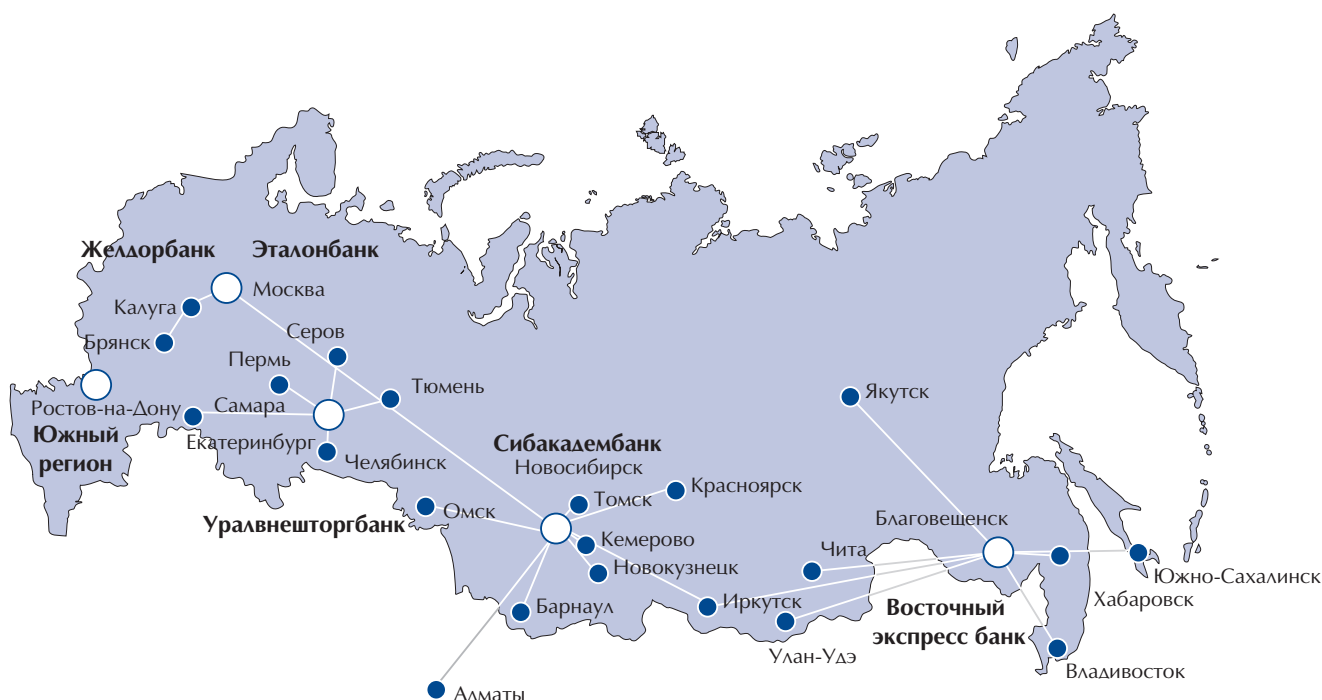 Желдорбанк
Эталонбанк
Москва
Калуга
Брянск
Серов
Пермь
Тюмень
Ростов-на-Дону
Самара
Южный
регион
Екатеринбург
Челябинск
Якутск
Сибакадембанк
Новосибирск
Красноярск
Томск
Омск
Уралвнешторгбанк
Благовещенск
Кемерово
Чита
Новокузнецк
Южно-Сахалинск
Барнаул
Иркутск
Хабаровск
Восточный
экспресс банк
Улан-Удэ
Владивосток
Алматы